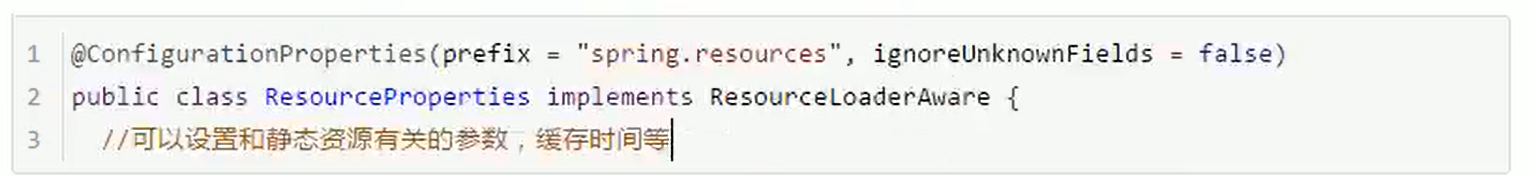 1 @ConfigurationProperties(prefix = "spring.resources", ignoreUnknownFields = false)
2 public class ResourceProperties implements ResourceLoaderAware {
3 //可以设置和静态资源有关的参数，缓存时间等